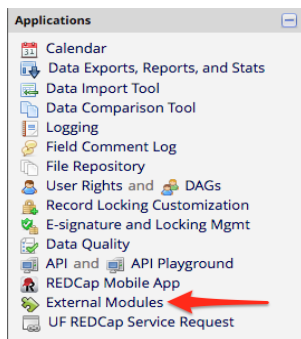 Applications
Calendar
Data Exports, Reports, and Stats
Data Import Tool
Data Comparison Tool
Logging
Field Comment Log
File Repository
User Rights and DAGs
Record Locking Customization
E-signature and Locking Mgmt
Data Quality
API and API Playground
REDCap Mobile App
External Modules
UF REDCap Service Request